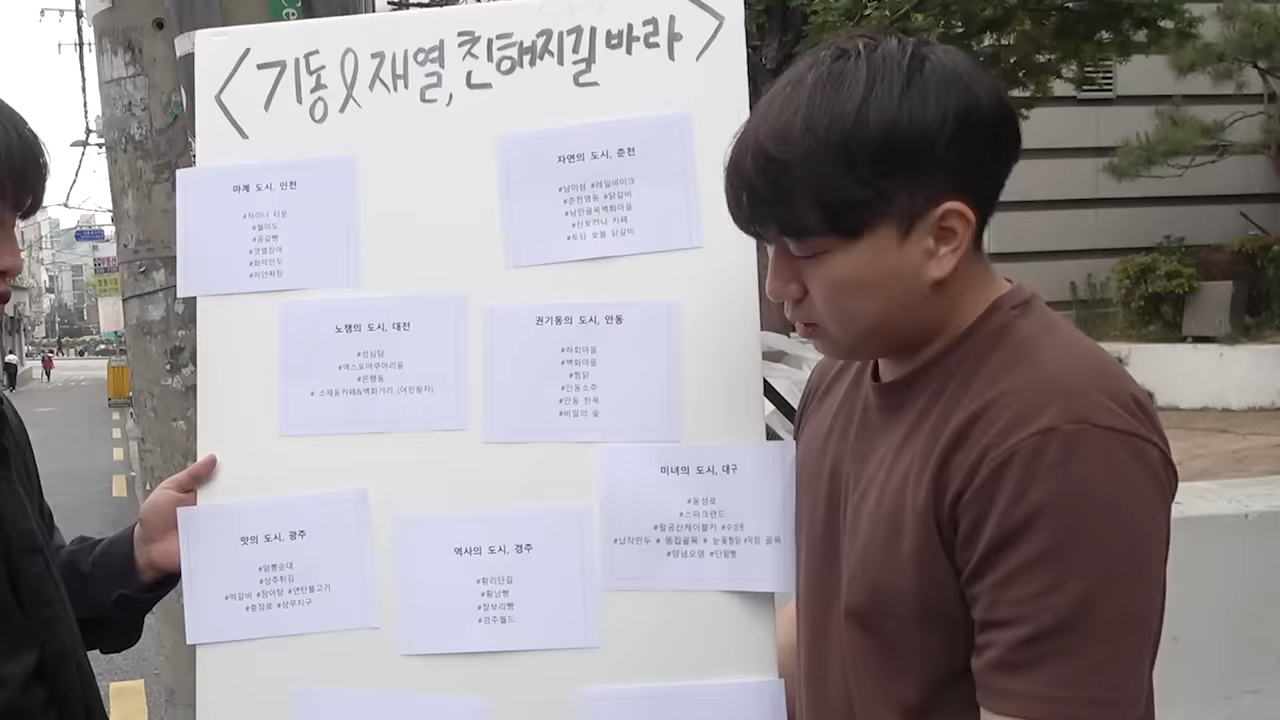 <기동&재열, 친해지길 바라>
마계 도시, 인천
#차이나 타운
#월미도
#공갈빵
#갯벌장어
#화덕만두
#하얀짜장
자연의 도시, 춘천
#남이섬 #레일바이크
#춘천명동 #닭갈비
#낭만골목벽화마을
#산토리니 카페
#토담 숯불 닭갈비
노잼의 도시, 대전
#성심당
#엑스포아쿠아리움
#은행동
# 소제동카페&벽화거리 (어린왕자)
권기동의 도시, 안동
#하회마을
#벽화마을
#찜닭
#안동소주
#안동 한옥
#비밀의 숲
미녀의 도시, 대구
#동성로
#스파크랜드
#팔공산케이블카 #수성못
#납작만두 # 똥집골목 # 눈꽃찜닭 #막창 골목
#양념오뎅 #단팥빵
맛의 도시, 광주
#암뽕순대
#상추튀김
#떡갈비 #장어탕 #연탄불고기
#충장로 #상무지구
역사의 도시, 경주
#황리단길
#황남빵
#찰보리빵
#경주월드